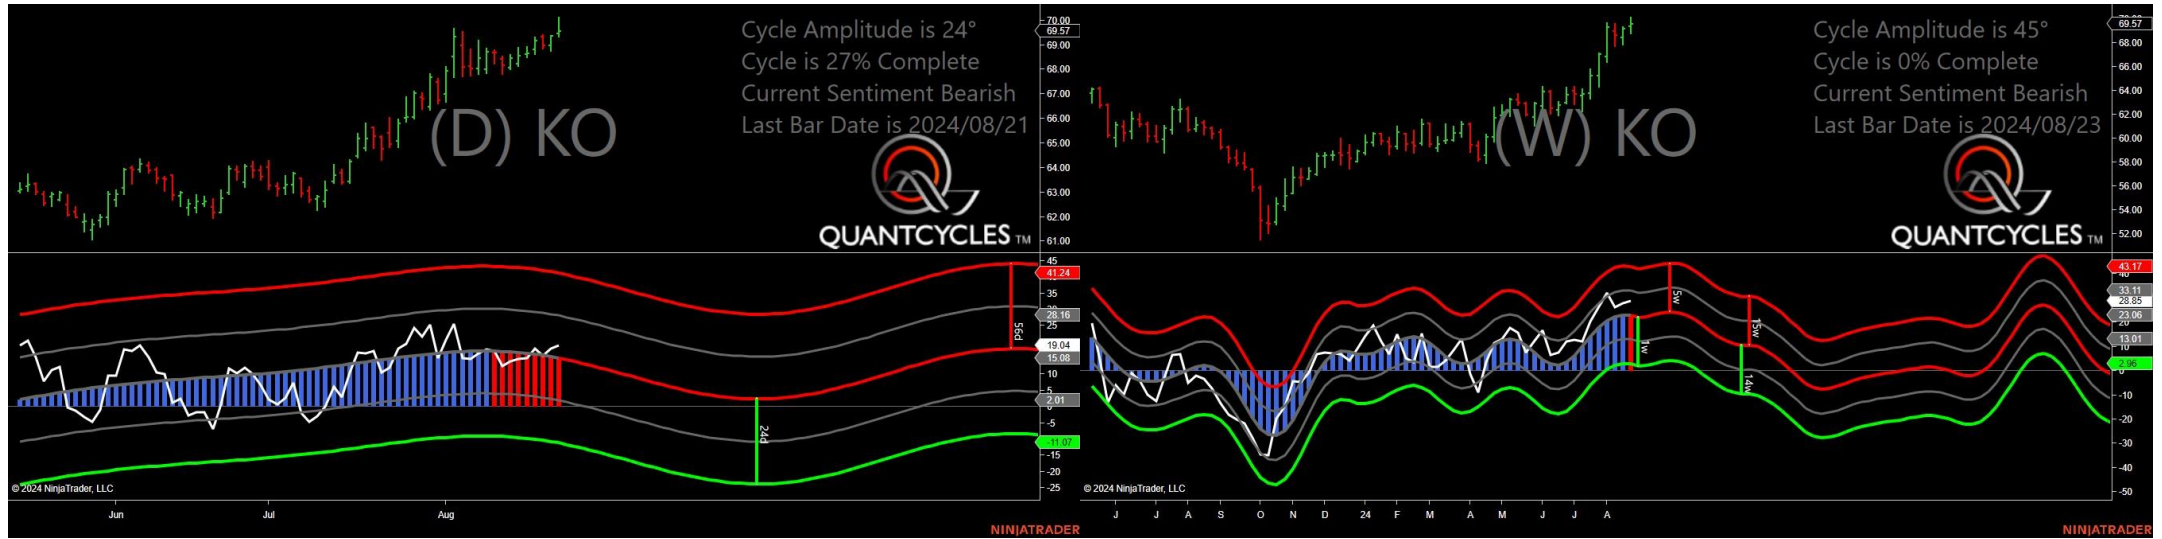 Cycle Amplitude is 24°
Cycle is 27% Complete
Current Sentiment Bearish
Last Bar Date is 2024/08/21
(D) KO
QUANTCYCLES TM
70.00
69.57
69.00
68.00
67.00
66.00
65.00
64.00
63.00
62.00
61.00
45
41.24
35
28.16
25
19.04
15.08
10
5
2.01
-5
-11.07
-15
-20
-25
56d
24d
© 2024 NinjaTrader, LLC
Jun
Jul
Aug
NINJATRADER
Cycle Amplitude is 45°
Cycle is 0% Complete
Current Sentiment Bearish
Last Bar Date is 2024/08/23
(W) KO
QUANTCYCLES TM
69.57
68.00
66.00
64.00
62.00
60.00
58.00
56.00
54.00
52.00
43.17
40
33.11
28.85
23.06
20
13.01
10
2.96
-10
-20
-30
-40
-50
5w
15w
1w
14w
© 2024 NinjaTrader, LLC
J J A S O N D 24 F M A M J J A
NINJATRADER